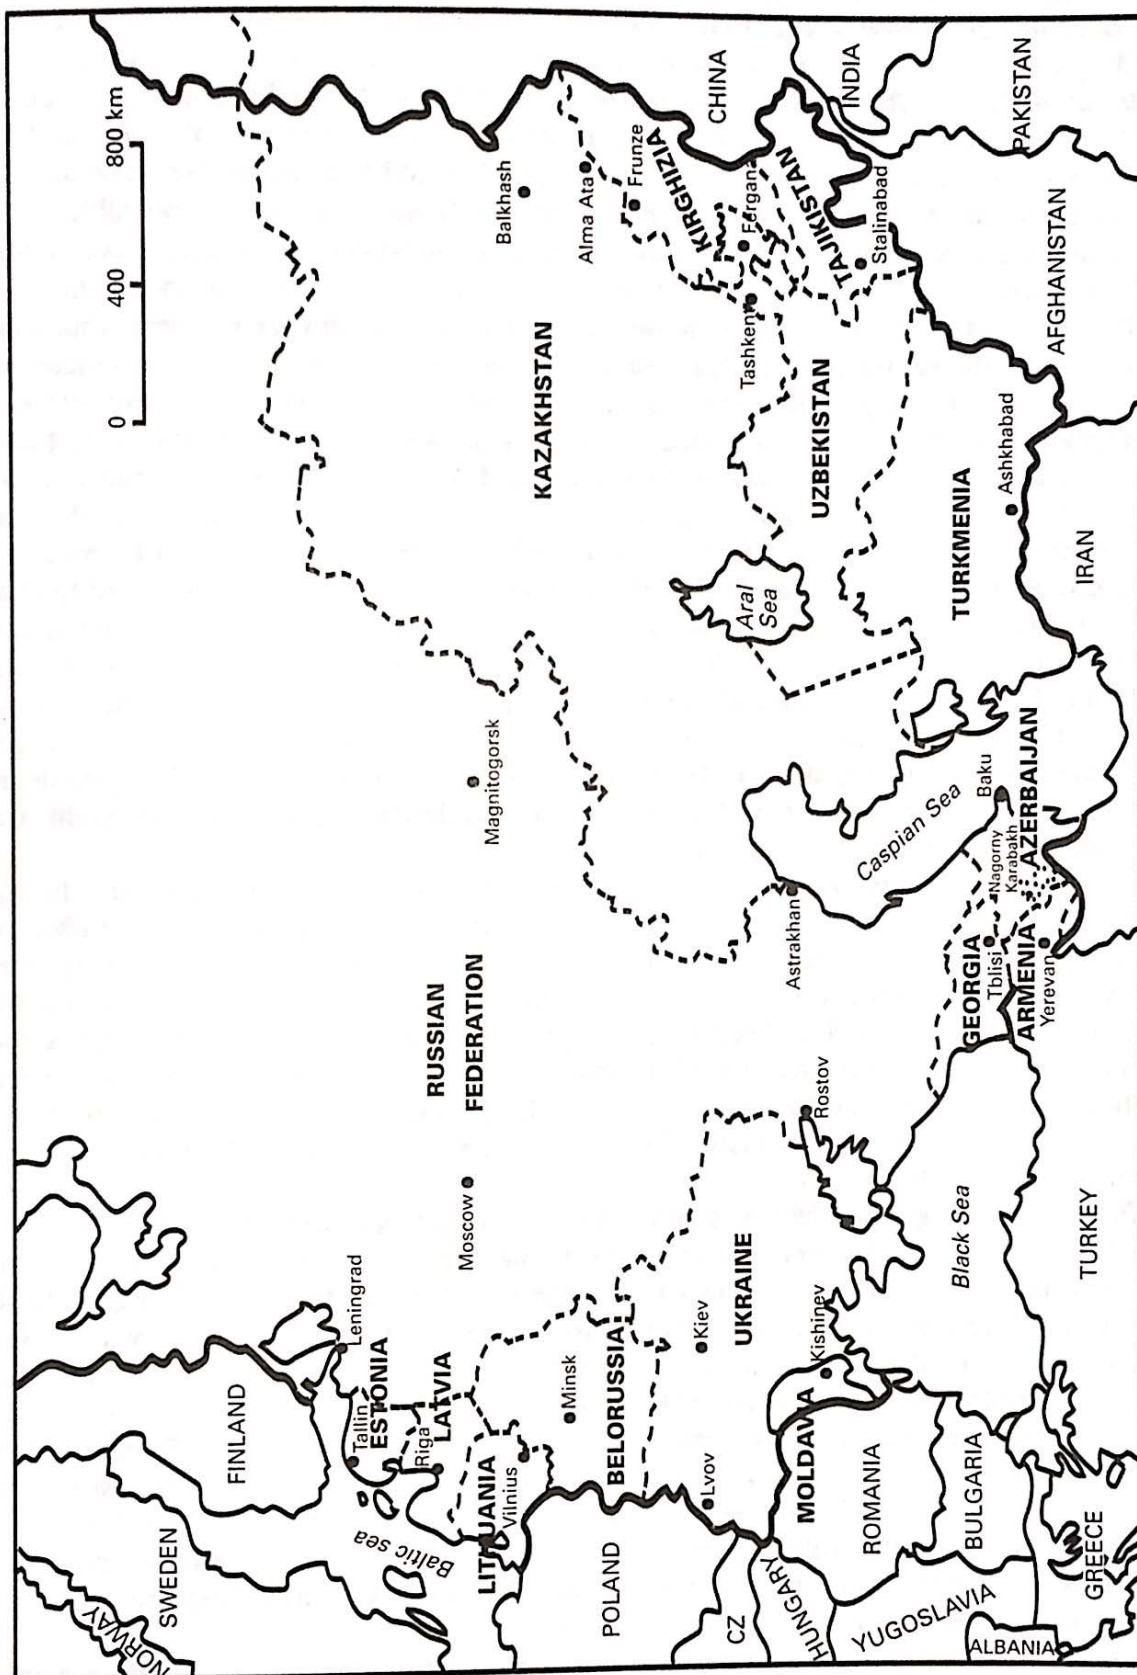 NORWAY
SWEDEN
FINLAND
Baltic sea
Leningrad
Tallin
ESTONIA
Riga
LATVIA
LITHUANIA
Vilnius
Minsk
BELORUSSIA
POLAND
Lvov
Kiev
UKRAINE
CZ
HUNGARY
MOLDAVIA
Kishinev
ROMANIA
YUGOSLAVIA
BULGARIA
ALBANIA
GREECE
Black Sea
TURKEY
Moscow
RUSSIAN
FEDERATION
Rostov
Astrakhan
GEORGIA
Tblisi
ARMENIA
Yerevan
Nagorny
Karabakh
AZERBAIJAN
Baku
Caspian Sea
Magnitogorsk
Aral
Sea
KAZAKHSTAN
UZBEKISTAN
TURKMENIA
Ashkhabad
IRAN
0 400 800 km
Balkhash
Alma Ata
Frunze
KIRGHIZIA
Tashkent
Fergana
TAJIKISTAN
Stalinabad
CHINA
INDIA
PAKISTAN
AFGHANISTAN